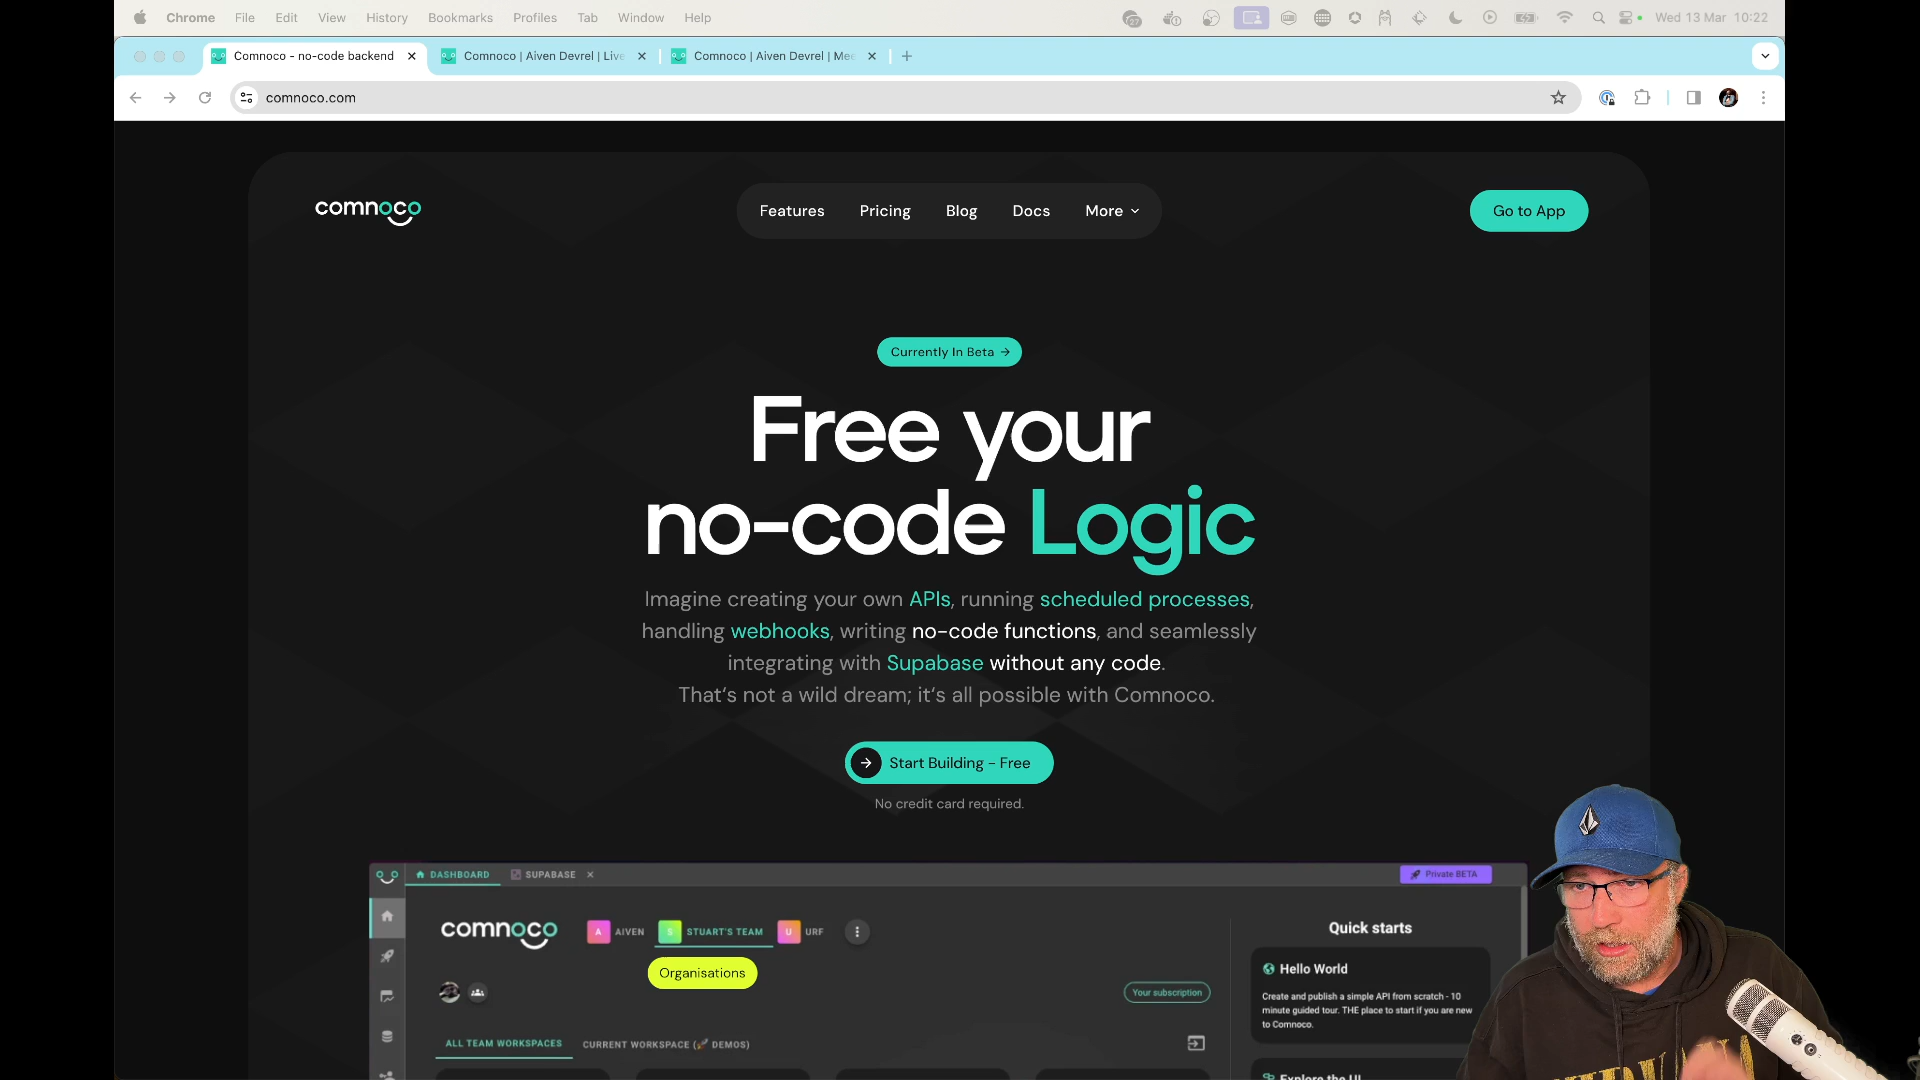 Chrome File Edit View History Bookmarks Profiles Tab Window Help
Wed 13 Mar 10:22
Comnoco - no-code backend
Comnoco | Aiven Devrel | Live
Comnoco | Aiven Devrel | Mee
comnoco.com
comnoco
Features
Pricing
Blog
Docs
More
Go to App
Currently In Beta →
Free your
no-code Logic
Imagine creating your own APIs, running scheduled processes,
handling webhooks, writing no-code functions, and seamlessly
integrating with Supabase without any code.
That's not a wild dream; it's all possible with Comnoco.
Start Building - Free
No credit card required.
DASHBOARD
SUPABASE
Private BETA
comnoco
A AIVEN
S STUART'S TEAM
U URF
Organisations
Your subscription
ALL TEAM WORKSPACES
CURRENT WORKSPACE (🚀 DEMOS)
Quick starts
Hello World
Create and publish a simple API from scratch - 10
minute guided tour. THE place to start if you are new
to Comnoco.
Explore the UI